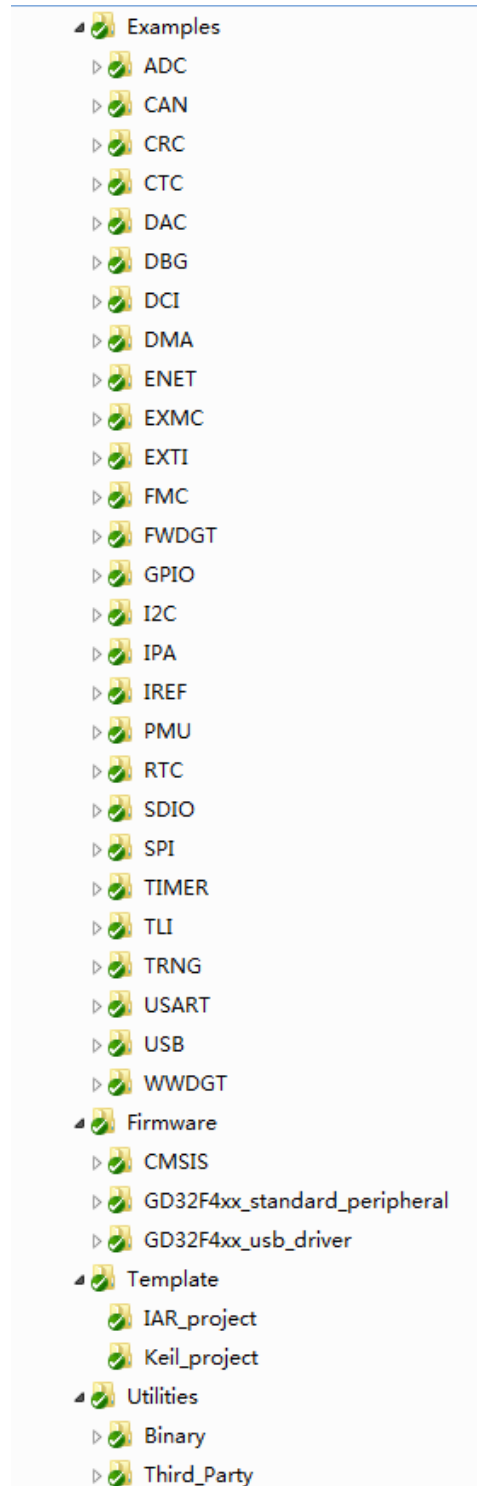 Examples
ADC
CAN
CRC
CTC
DAC
DBG
DCI
DMA
ENET
EXMC
EXTI
FMC
FWDGT
GPIO
I2C
IPA
IREF
PMU
RTC
SDIO
SPI
TIMER
TLI
TRNG
USART
USB
WWDGT
Firmware
CMSIS
GD32F4xx_standard_peripheral
GD32F4xx_usb_driver
Template
IAR_project
Keil_project
Utilities
Binary
Third_Party